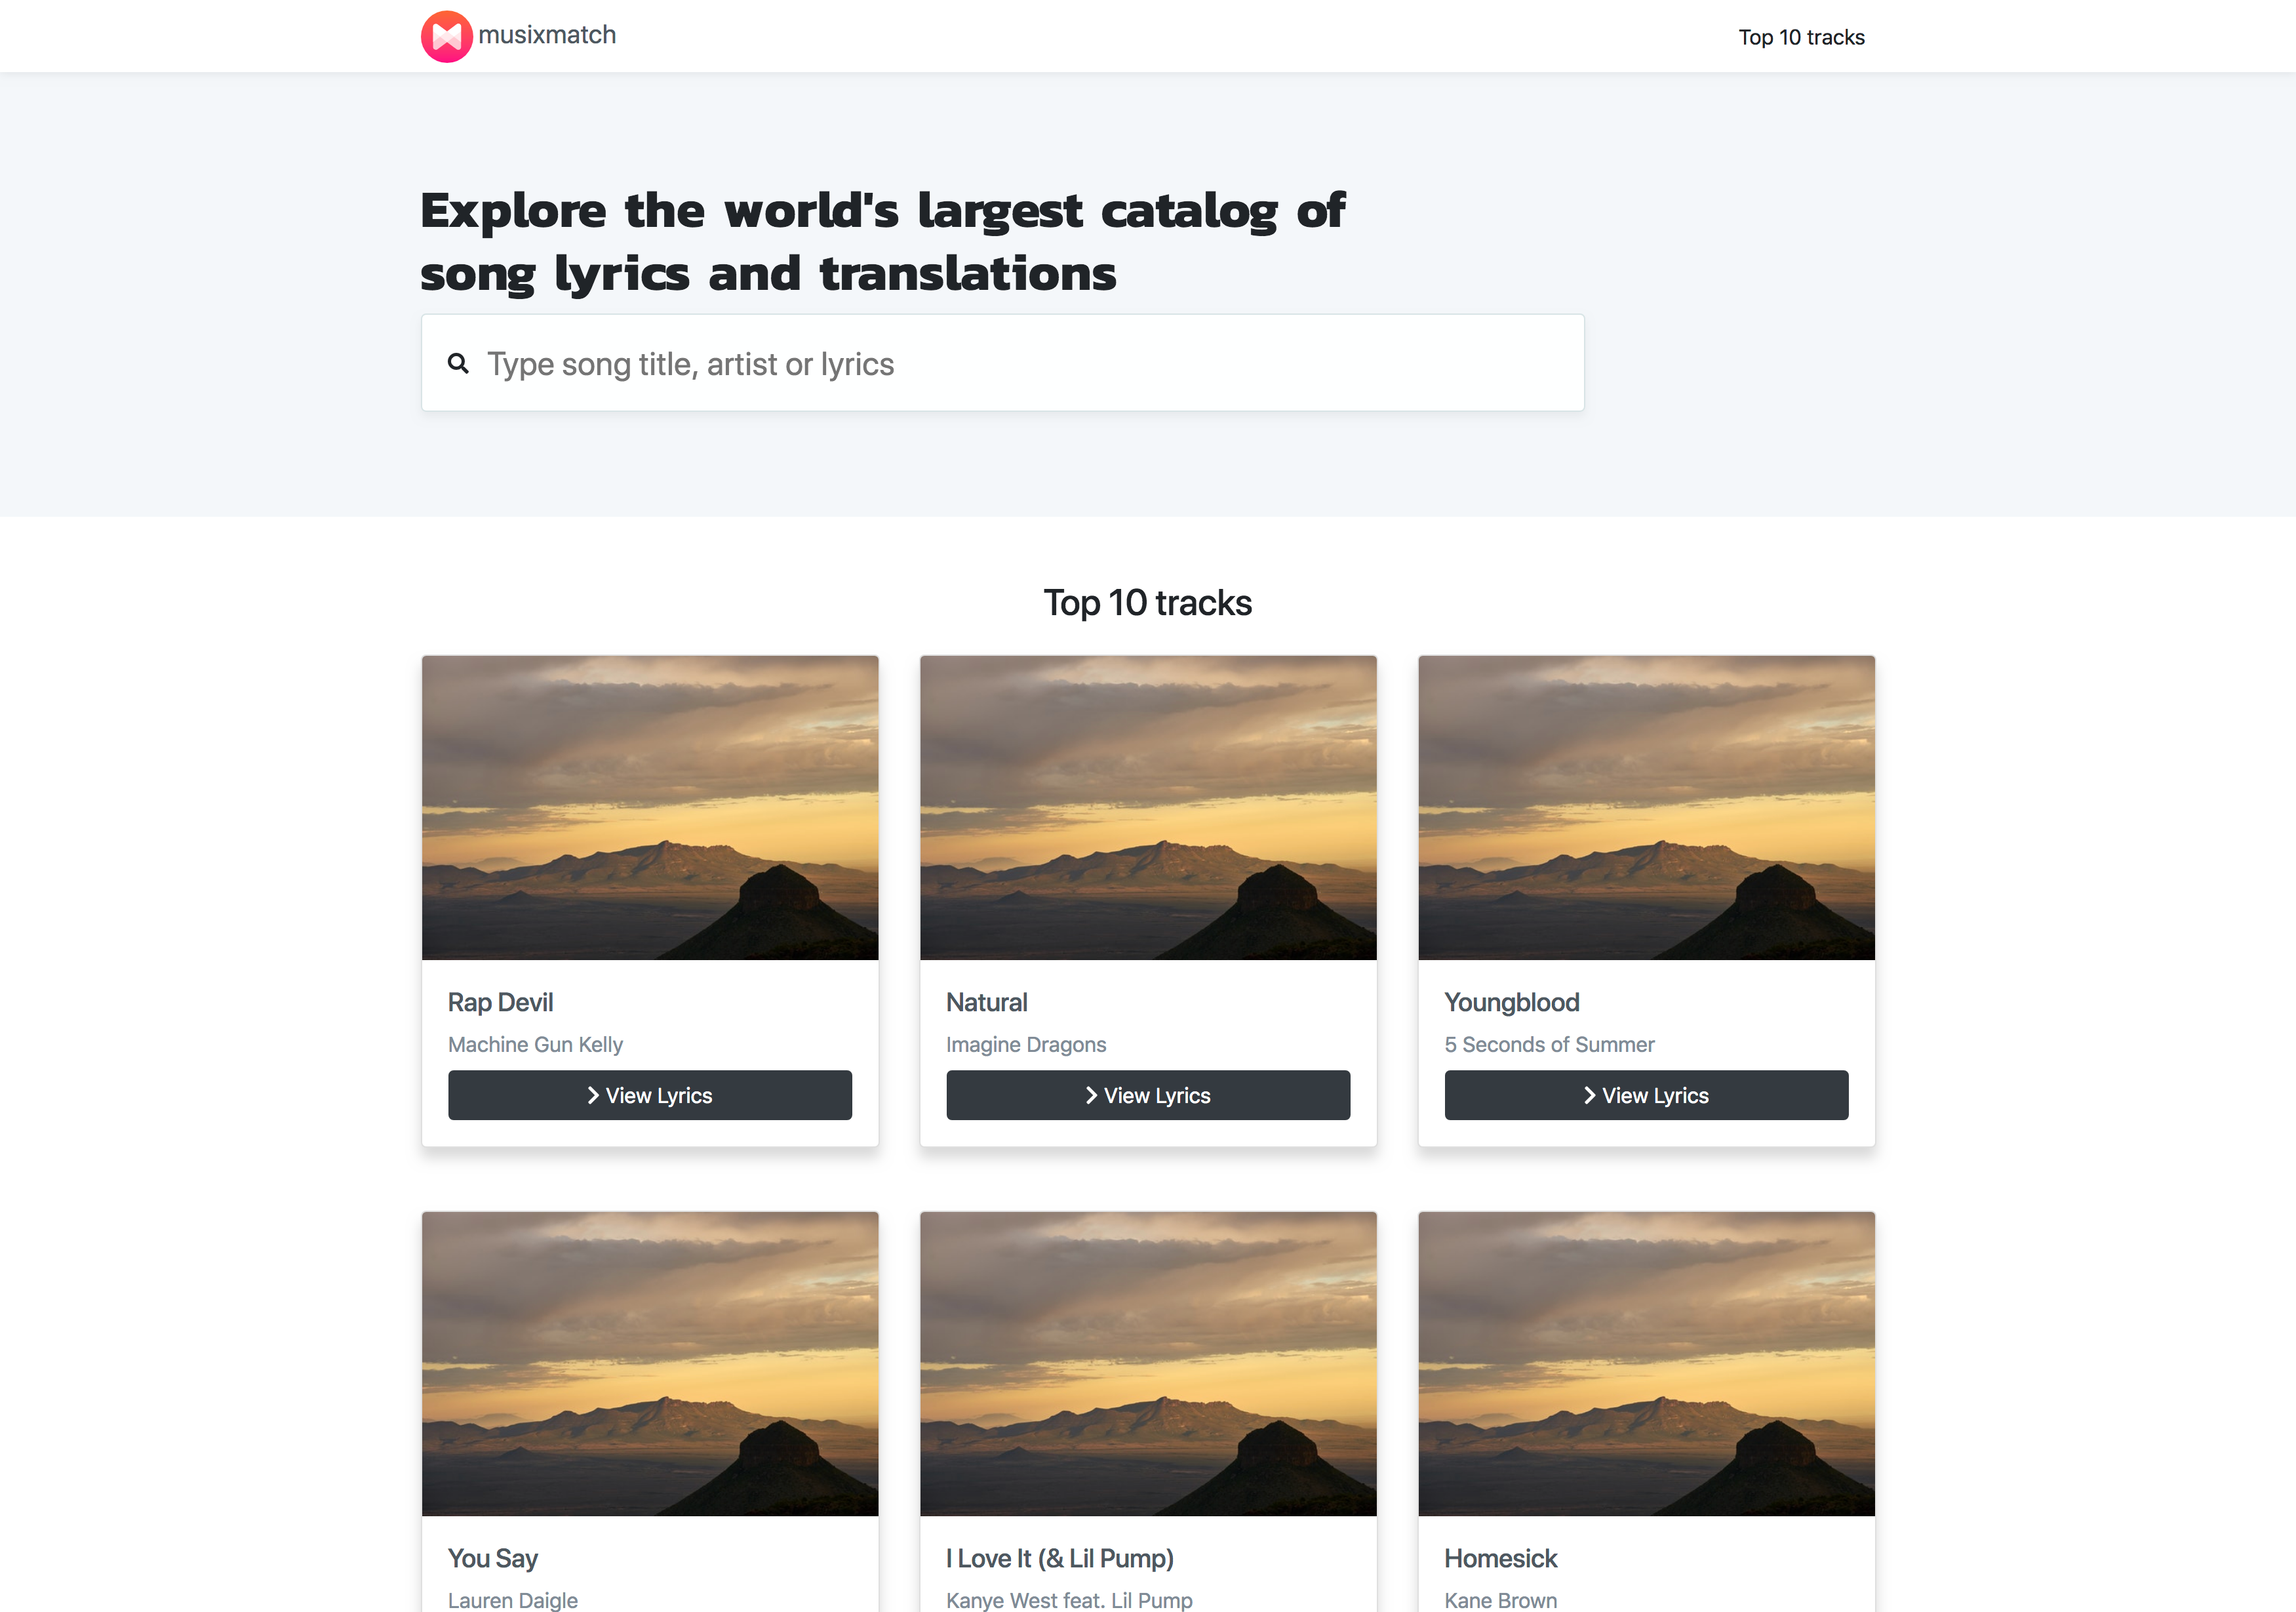 musixmatch
Top 10 tracks
Explore the world's largest catalog of
song lyrics and translations
Type song title, artist or lyrics
Top 10 tracks
Rap Devil
Machine Gun Kelly
View Lyrics
Natural
Imagine Dragons
View Lyrics
Youngblood
5 Seconds of Summer
View Lyrics
You Say
Lauren Daigle
I Love It (& Lil Pump)
Kanye West feat. Lil Pump
Homesick
Kane Brown